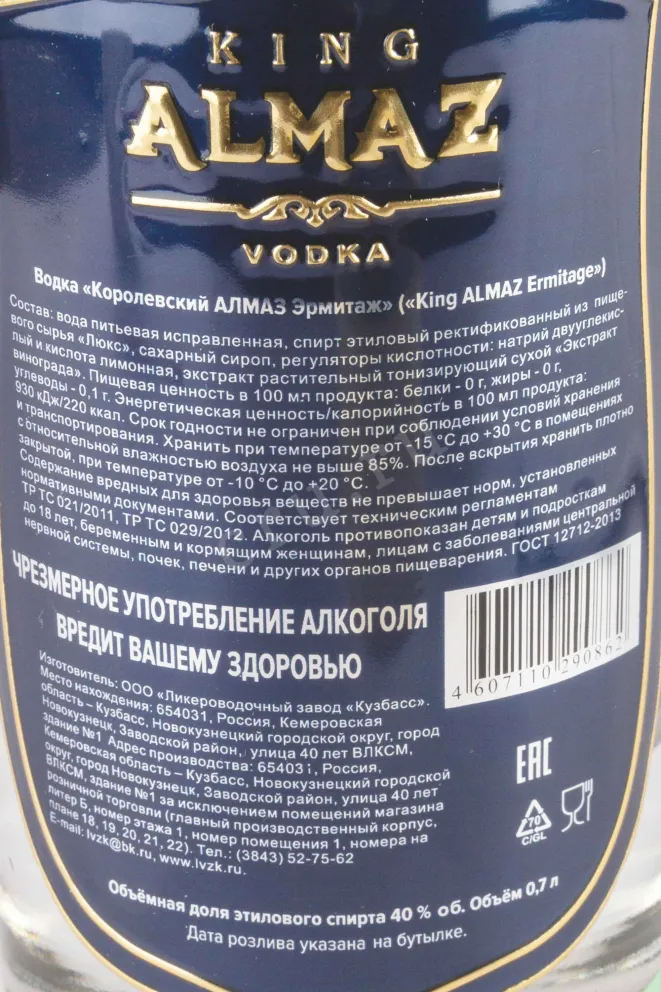 KING
ALMAZ
VODKA
Водка «Королевский АЛМАЗ Эрмитаж» («King ALMAZ Ermitage»)
Состав: вода питьевая исправленная, спирт этиловый ректификованный из пище-
вого сырья «Люкс», сахарный сироп, регуляторы кислотности: натрий двууглекис-
лый и кислота лимонная, экстракт растительный тонизирующий сухой «Экстракт
винограда». Пищевая ценность в 100 мл продукта: белки - 0 г, жиры - 0 г,
углеводы - 0,1 г. Энергетическая ценность/калорийность в 100 мл продукта:
930 кДж/220 ккал. Срок годности не ограничен при соблюдении условий хранения
и транспортирования. Хранить при температуре от -15 °С до +30 °С в помещениях
с относительной влажностью воздуха не выше 85%. После вскрытия хранить плотно
закрытой, при температуре от -10 °С до +20 °С.
Содержание вредных для здоровья веществ не превышает норм, установленных
нормативными документами. Соответствует техническим регламентам
ТР ТС 021/2011, ТР ТС 029/2012. Алкоголь противопоказан детям и подросткам
до 18 лет, беременным и кормящим женщинам, лицам с заболеваниями центральной
нервной системы, почек, печени и других органов пищеварения. ГОСТ 12712-2013
ЧРЕЗМЕРНОЕ УПОТРЕБЛЕНИЕ АЛКОГОЛЯ
ВРЕДИТ ВАШЕМУ ЗДОРОВЬЮ
4 607110 290862
Изготовитель: ООО «Ликероводочный завод «Кузбасс».
Место нахождения: 654031, Россия, Кемеровская
область – Кузбасс, Новокузнецкий городской округ, город
Новокузнецк, Заводской район, улица 40 лет ВЛКСМ,
здание №1 Адрес производства: 654031, Россия,
Кемеровская область – Кузбасс, Новокузнецкий городской
округ, город Новокузнецк, Заводской район, улица 40 лет
ВЛКСМ, здание №1 за исключением помещений магазина
розничной торговли (главный производственный корпус,
литер Б, номер этажа 1, номер помещения 1, номера на
плане 18, 19, 20, 21, 22). Тел.: (3843) 52-75-62
E-mail: lvzk@bk.ru, www.lvzk.ru.
EAC
70
C/GL
Объёмная доля этилового спирта 40 % об. Объём 0,7 л
Дата розлива указана на бутылке.